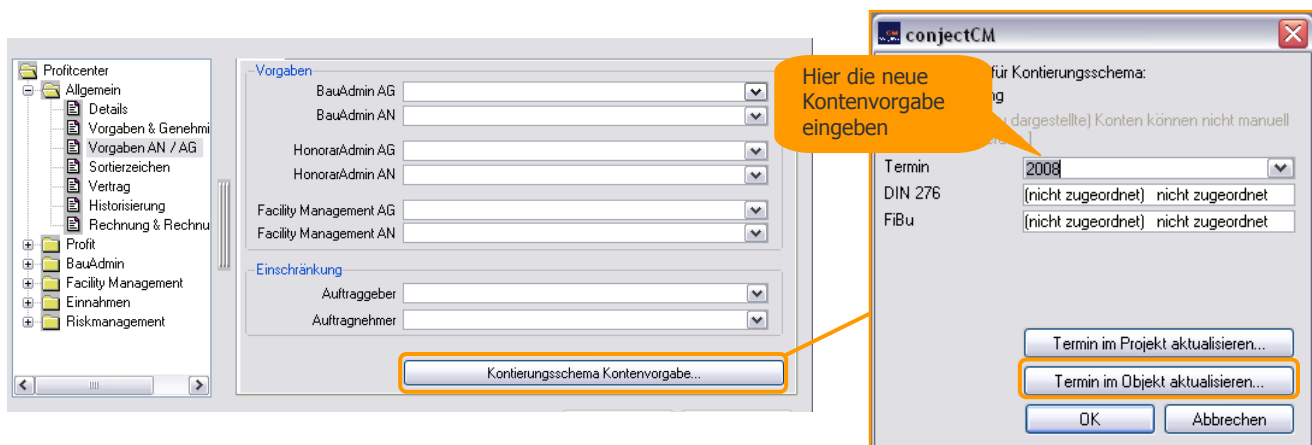 Profitcenter
Allgemein
Details
Vorgaben & Genehmi
Vorgaben AN / AG
Sortierzeichen
Vertrag
Historisierung
Rechnung & Rechnu
Profit
BauAdmin
Facility Management
Einnahmen
Riskmanagement
Vorgaben
BauAdmin AG
BauAdmin AN
HonorarAdmin AG
HonorarAdmin AN
Facility Management AG
Facility Management AN
Einschränkung
Auftraggeber
Auftragnehmer
Kontierungsschema Kontenvorgabe...
conjectCM
Hier die neue
Kontenvorgabe
eingeben
für Kontierungsschema:
dargestellte) Konten können nicht manuell
Termin 2008
DIN 276 (nicht zugeordnet) nicht zugeordnet
FiBu (nicht zugeordnet) nicht zugeordnet
Termin im Projekt aktualisieren...
Termin im Objekt aktualisieren...
OK Abbrechen